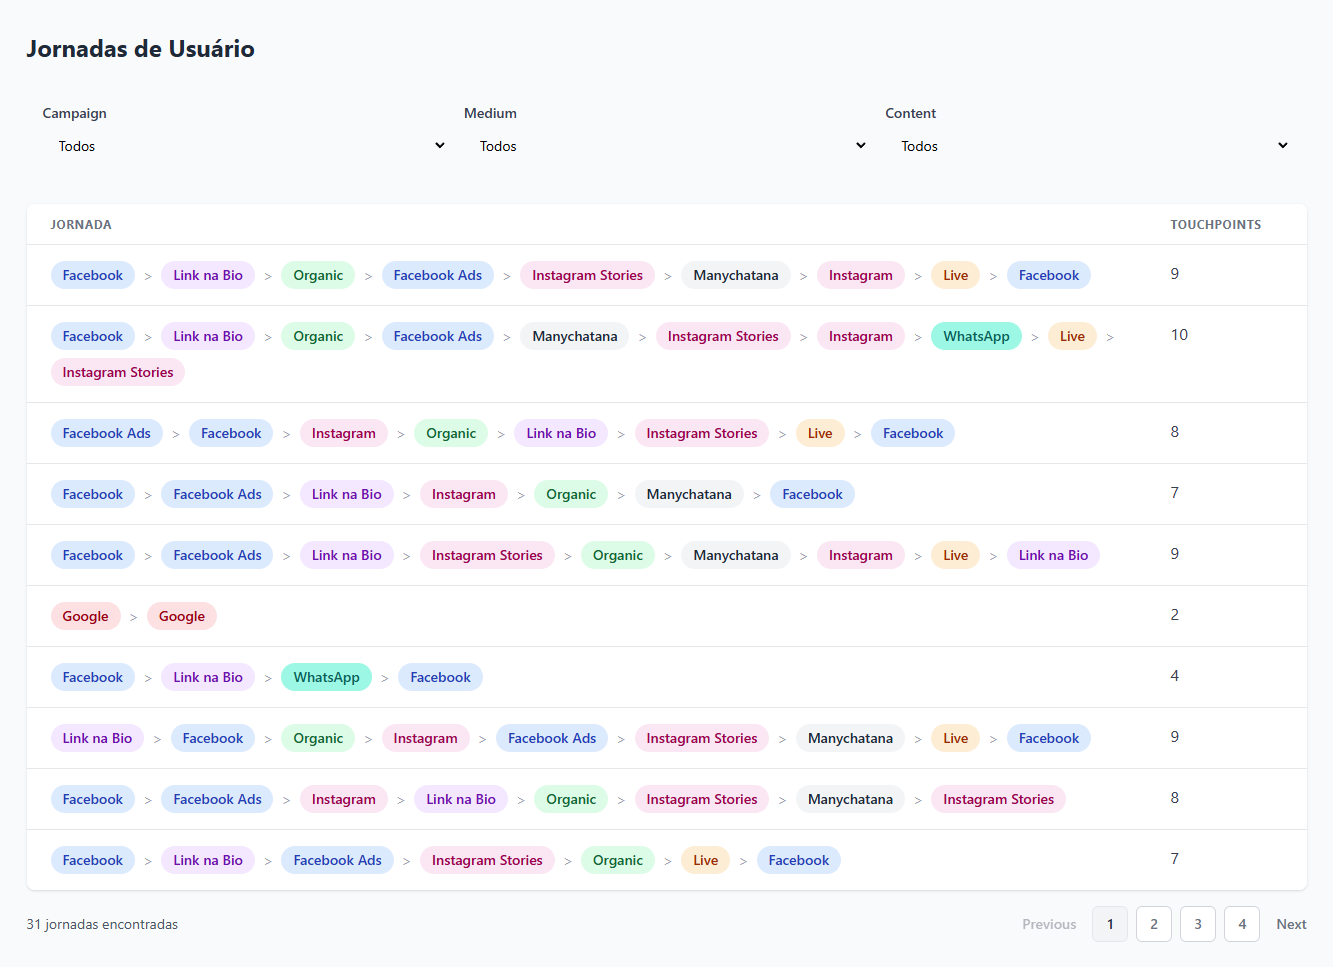 Jornadas de Usuário
Campaign Medium Content
Todos Todos Todos
JORNADA TOUCHPOINTS
Facebook > Link na Bio > Organic > Facebook Ads > Instagram Stories > Manychatana > Instagram > Live > Facebook 9
Facebook > Link na Bio > Organic > Facebook Ads > Manychatana > Instagram Stories > Instagram > WhatsApp > Live > 10
Instagram Stories
Facebook Ads > Facebook > Instagram > Organic > Link na Bio > Instagram Stories > Live > Facebook 8
Facebook > Facebook Ads > Link na Bio > Instagram > Organic > Manychatana > Facebook 7
Facebook > Facebook Ads > Link na Bio > Instagram Stories > Organic > Manychatana > Instagram > Live > Link na Bio 9
Google > Google 2
Facebook > Link na Bio > WhatsApp > Facebook 4
Link na Bio > Facebook > Organic > Instagram > Facebook Ads > Instagram Stories > Manychatana > Live > Facebook 9
Facebook > Facebook Ads > Instagram > Link na Bio > Organic > Instagram Stories > Manychatana > Instagram Stories 8
Facebook > Link na Bio > Facebook Ads > Instagram Stories > Organic > Live > Facebook 7
31 jornadas encontradas Previous 1 2 3 4 Next